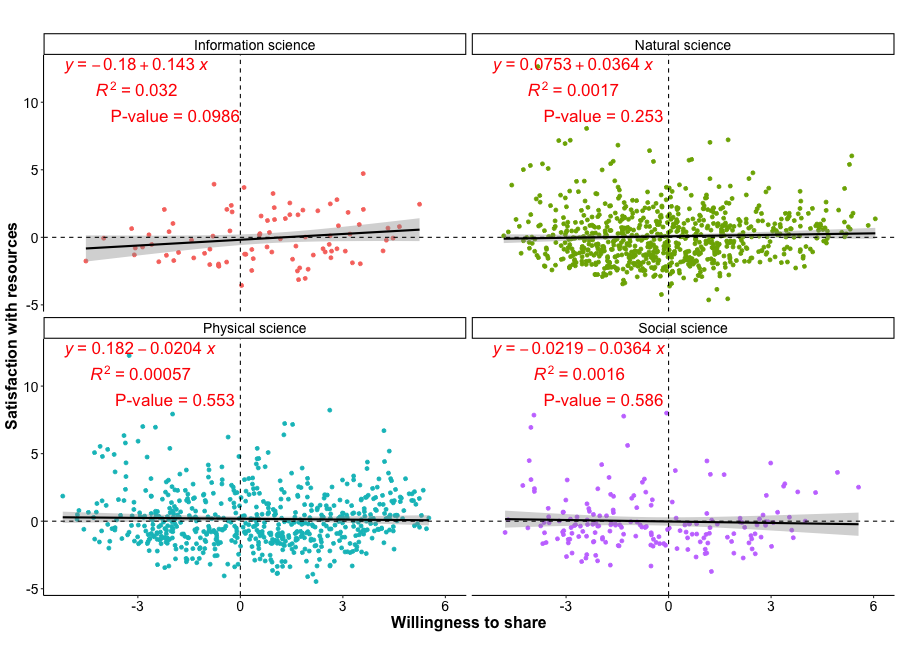 Information science
Natural science
y = −0.18 + 0.143 x
R² = 0.032
P-value = 0.0986
y = 0.0753 + 0.0364 x
R² = 0.0017
P-value = 0.253
10
5
0
-5
Physical science
Social science
y = 0.182 − 0.0204 x
R² = 0.00057
P-value = 0.553
y = −0.0219 − 0.0364 x
R² = 0.0016
P-value = 0.586
10
5
0
-5
-3 0 3 6
-3 0 3 6
Satisfaction with resources
Willingness to share